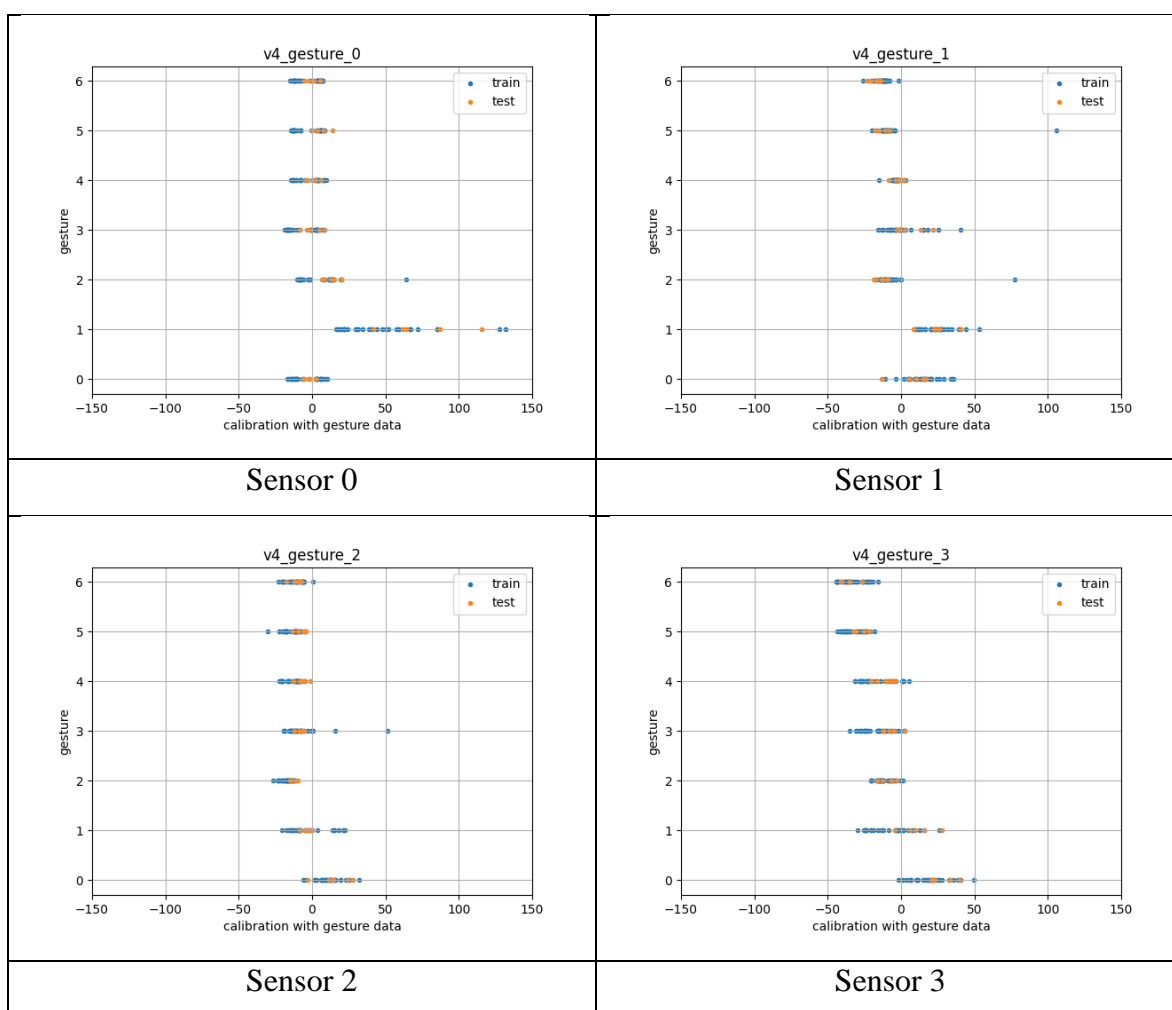 v4_gesture_0
train
test
gesture
6
5
4
3
2
1
0
−150 −100 −50 0 50 100 150
calibration with gesture data
Sensor 0
v4_gesture_1
train
test
gesture
6
5
4
3
2
1
0
−150 −100 −50 0 50 100 150
calibration with gesture data
Sensor 1
v4_gesture_2
train
test
gesture
6
5
4
3
2
1
0
−150 −100 −50 0 50 100 150
calibration with gesture data
Sensor 2
v4_gesture_3
train
test
gesture
6
5
4
3
2
1
0
−150 −100 −50 0 50 100 150
calibration with gesture data
Sensor 3